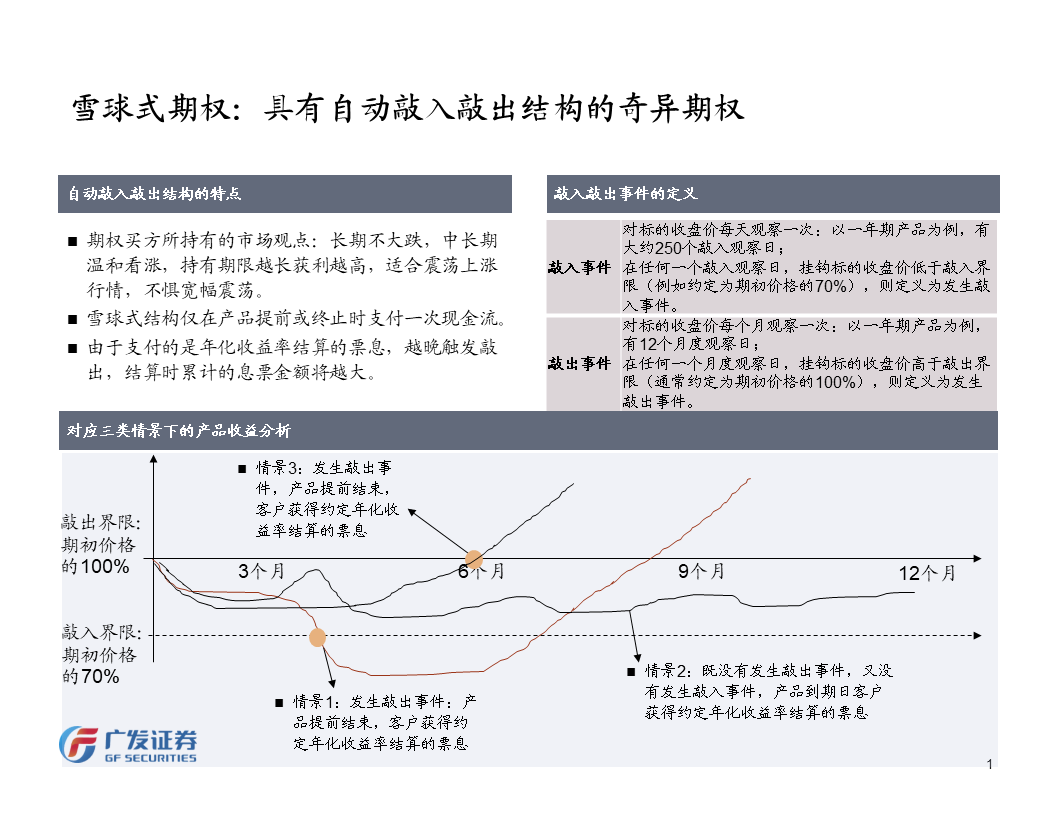 雪球式期权：具有自动敲入敲出结构的奇异期权
自动敲入敲出结构的特点
■ 期权买方所持有的市场观点：长期不大跌，中长期
温和看涨，持有期限越长获利越高，适合震荡上涨
行情，不惧宽幅震荡。
■ 雪球式结构仅在产品提前或终止时支付一次现金流。
■ 由于支付的是年化收益率结算的票息，越晚触发敲
出，结算时累计的息票金额将越大。
敲入敲出事件的定义
敲入事件
对标的收盘价每天观察一次；以一年期产品为例，有
大约250个敲入观察日；
在任何一个敲入观察日，挂钩标的收盘价低于敲入界
限（例如约定为期初价格的70%），则定义为发生敲
入事件。
敲出事件
对标的收盘价每个月观察一次；以一年期产品为例，
有12个月度观察日；
在任何一个月度观察日，挂钩标的收盘价高于敲出界
限（通常约定为期初价格的100%），则定义为发生
敲出事件。
对应三类情景下的产品收益分析
■ 情景3：发生敲出事
件，产品提前结束，
客户获得约定年化收
益率结算的票息
敲出界限：
期初价格
的100%
3个月
6个月
9个月
12个月
敲入界限：
期初价格
的70%
■ 情景1：发生敲出事件；产
品提前结束，客户获得约
定年化收益率结算的票息
■ 情景2：既没有发生敲出事件，又没
有发生敲入事件，产品到期日客户
获得约定年化收益率结算的票息
广发证券
GF SECURITIES
1